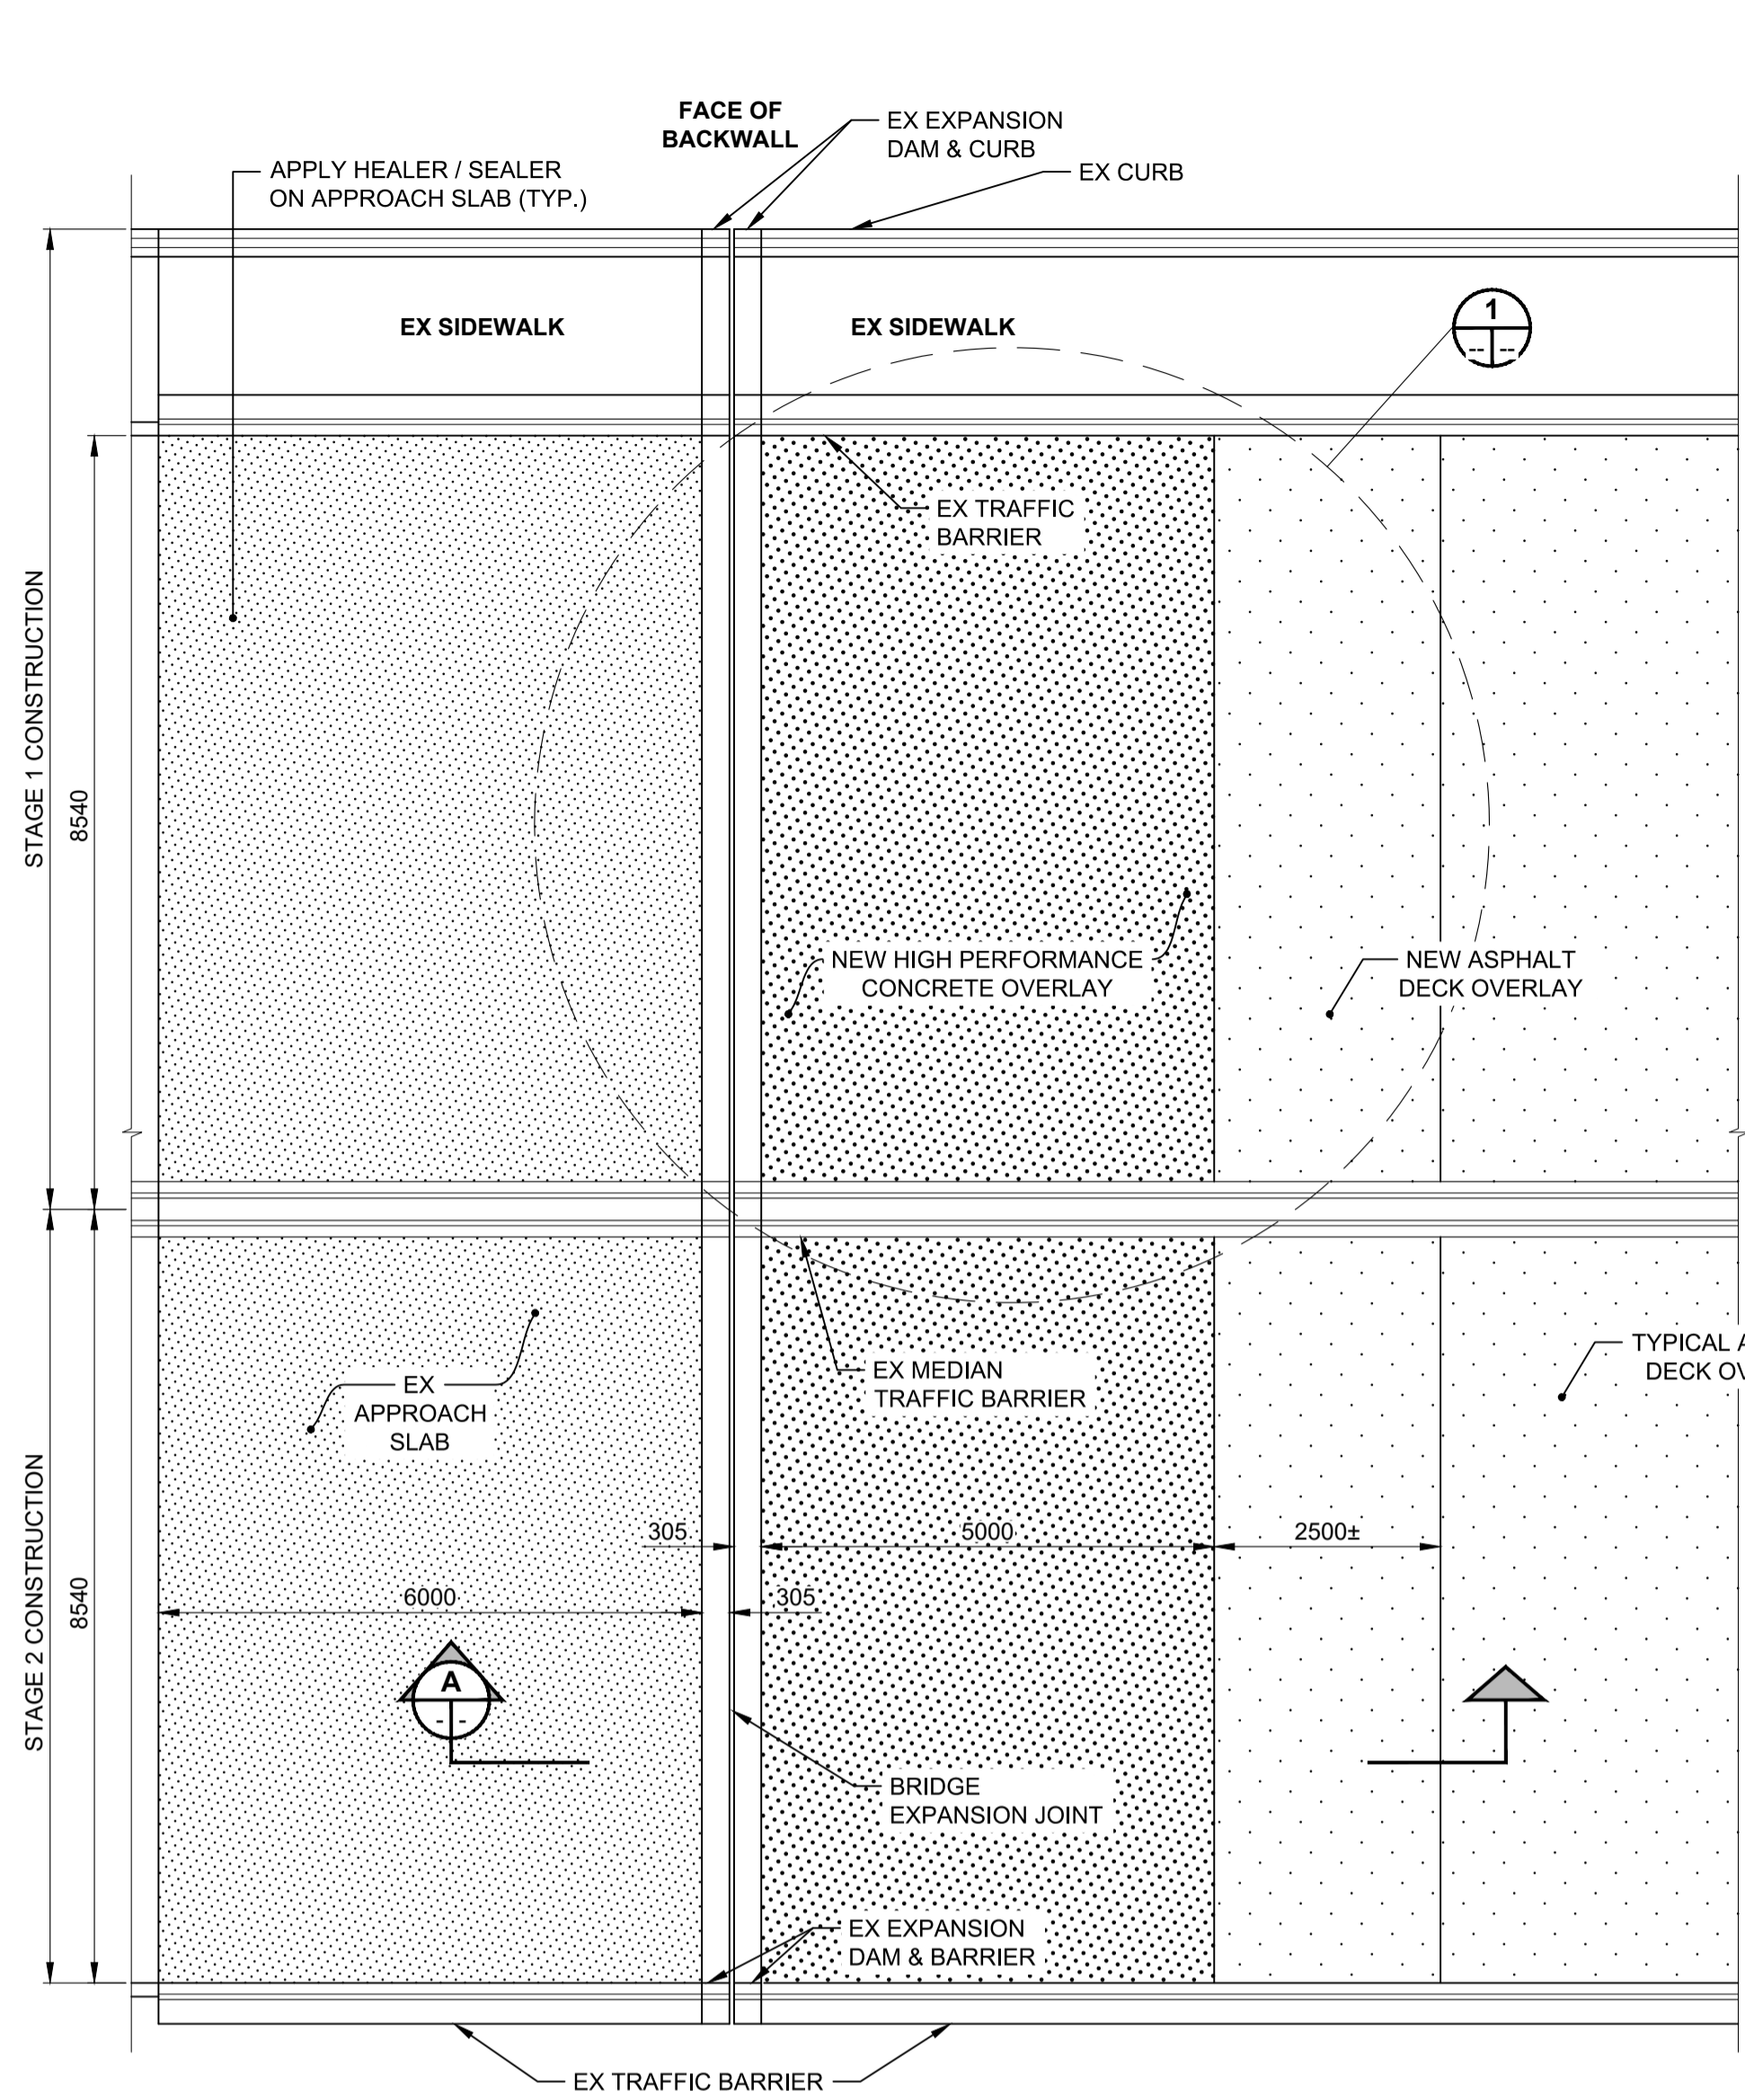 FACE OF
BACKWALL
EX EXPANSION
DAM & CURB
EX CURB
APPLY HEALER / SEALER
ON APPROACH SLAB (TYP.)
EX SIDEWALK
EX SIDEWALK
1
-- --
EX TRAFFIC
BARRIER
STAGE 1 CONSTRUCTION
8540
NEW HIGH PERFORMANCE
CONCRETE OVERLAY
NEW ASPHALT
DECK OVERLAY
TYPICAL A
DECK OV
EX MEDIAN
TRAFFIC BARRIER
EX
APPROACH
SLAB
STAGE 2 CONSTRUCTION
8540
305
5000
2500±
6000
305
A
- -
BRIDGE
EXPANSION JOINT
EX EXPANSION
DAM & BARRIER
EX TRAFFIC BARRIER